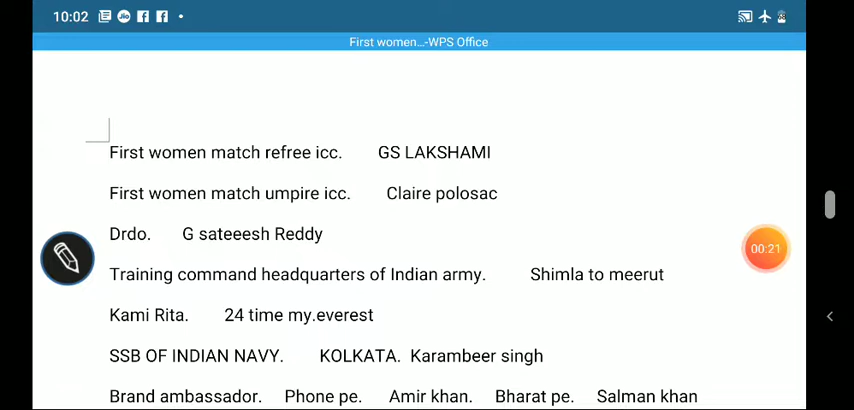 10:02
First women...-WPS Office
First women match refree icc. GS LAKSHAMI
First women match umpire icc. Claire polosac
Drdo. G sateeesh Reddy
Training command headquarters of Indian army. Shimla to meerut
00:21
Kami Rita. 24 time my.everest
SSB OF INDIAN NAVY. KOLKATA. Karambeer singh
Brand ambassador. Phone pe. Amir khan. Bharat pe. Salman khan